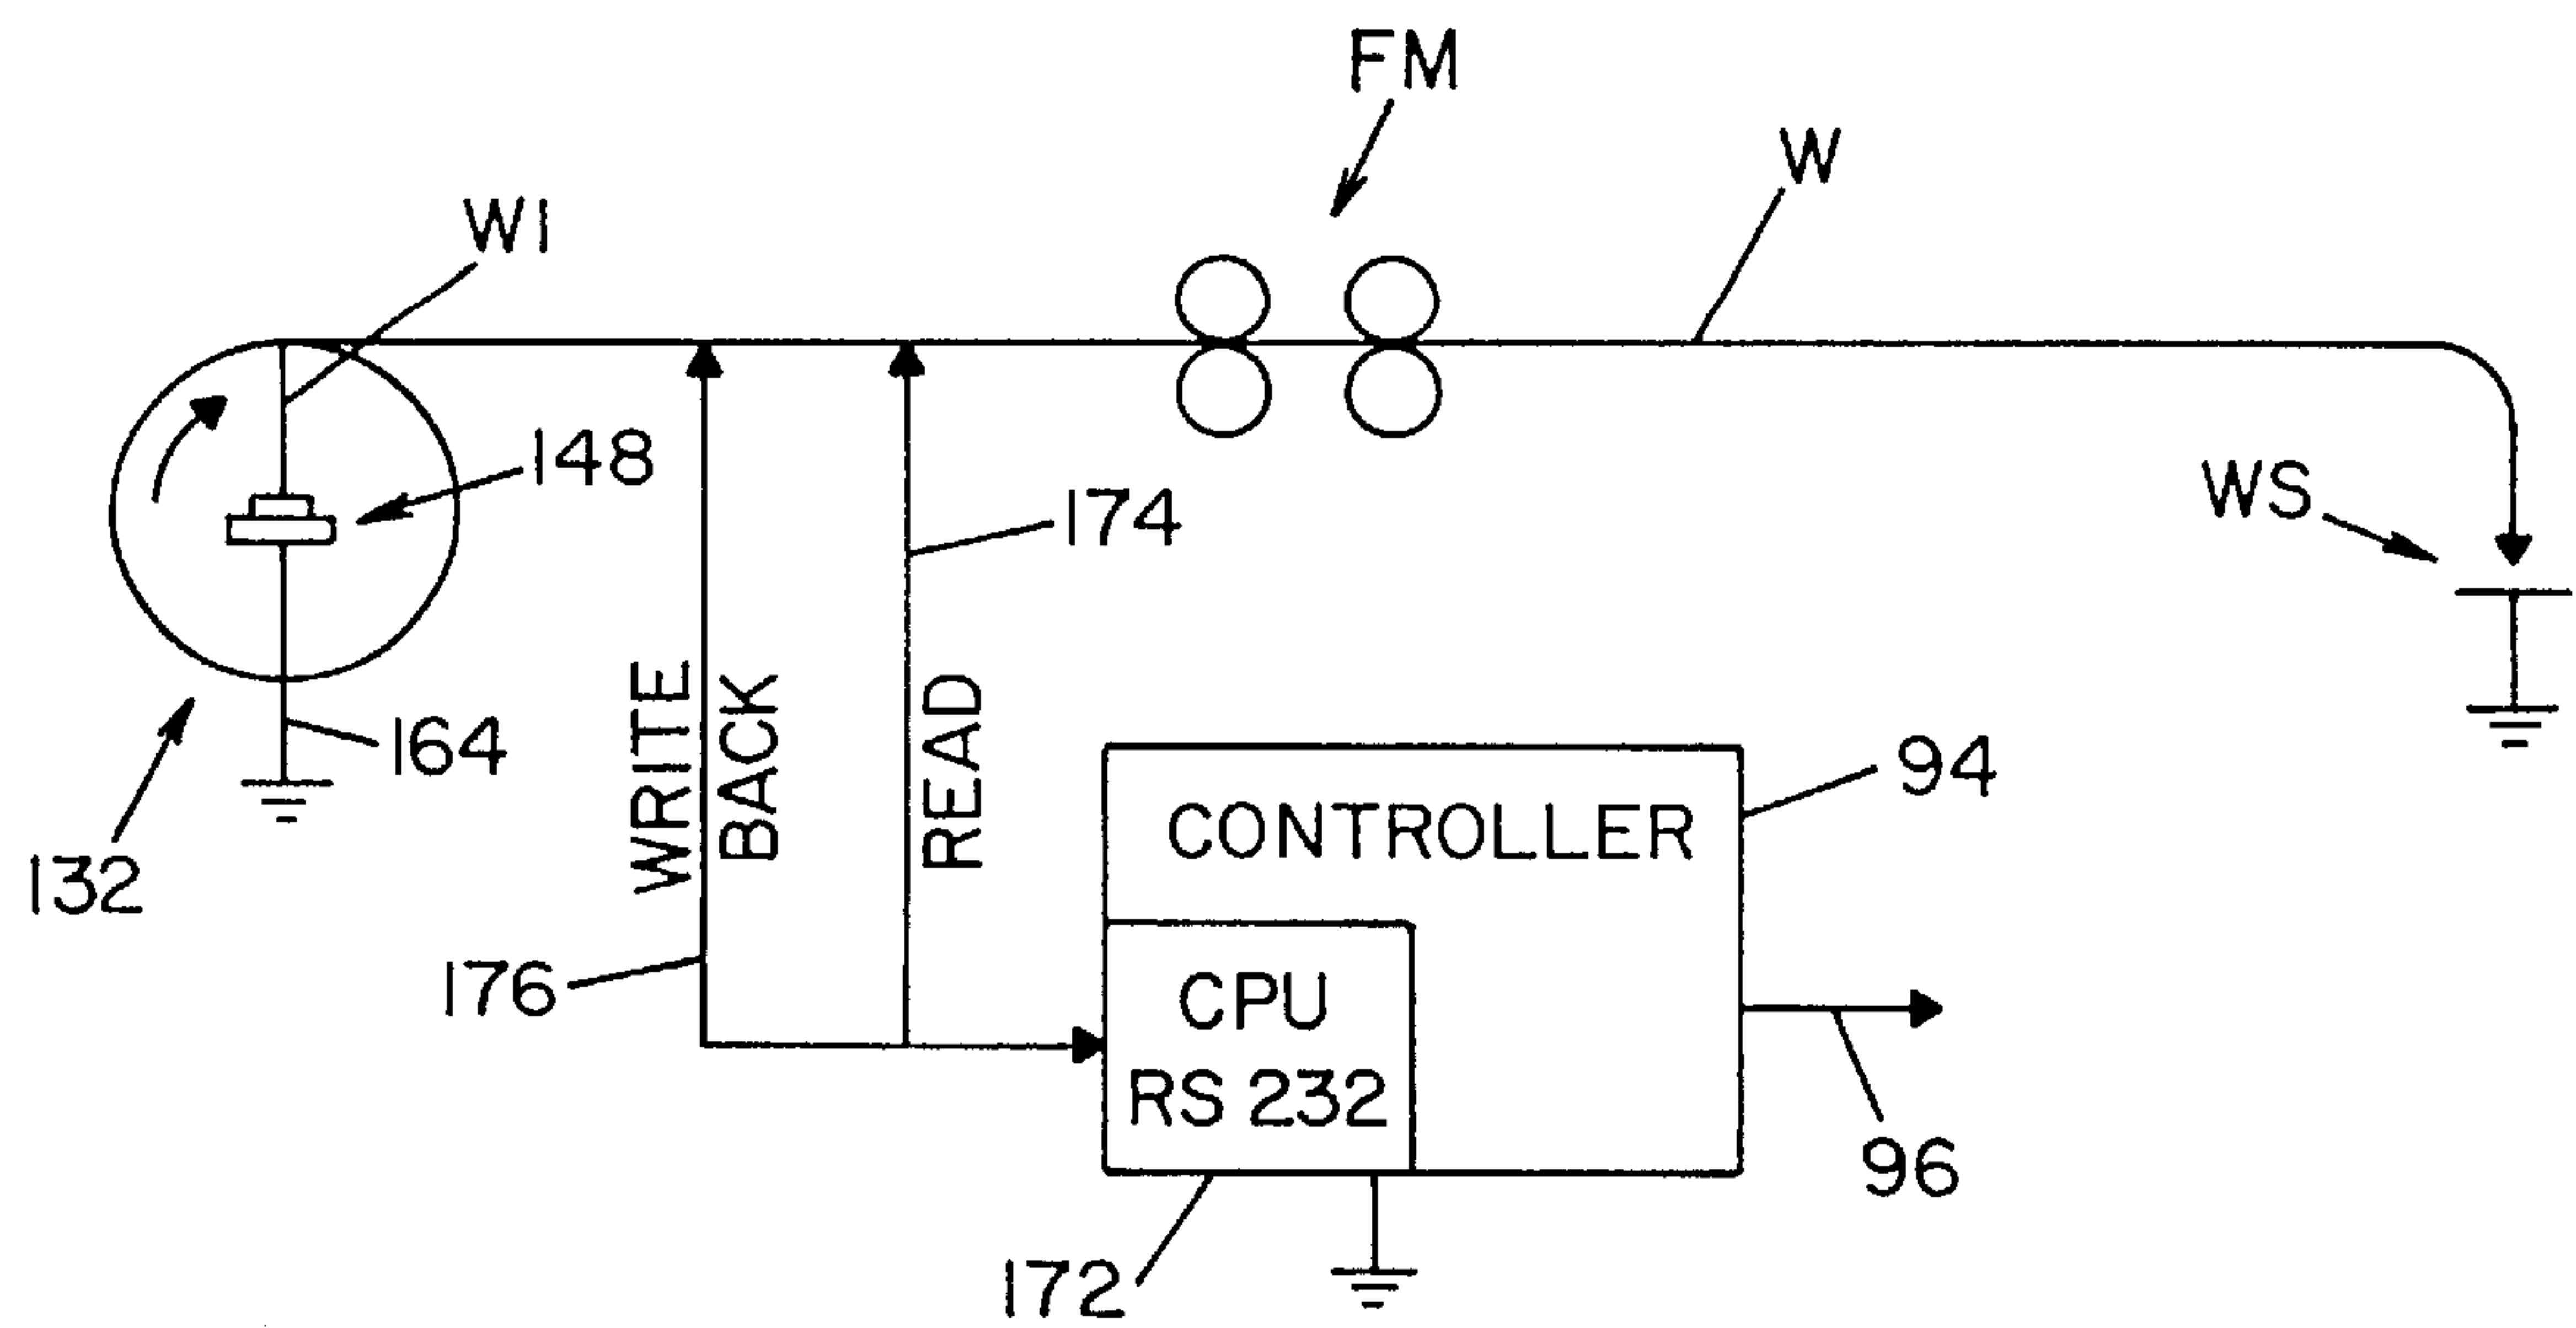 FM
W
W1
148
174
WS
WRITE
BACK
READ
164
94
CONTROLLER
132
176
CPU
RS 232
96
172